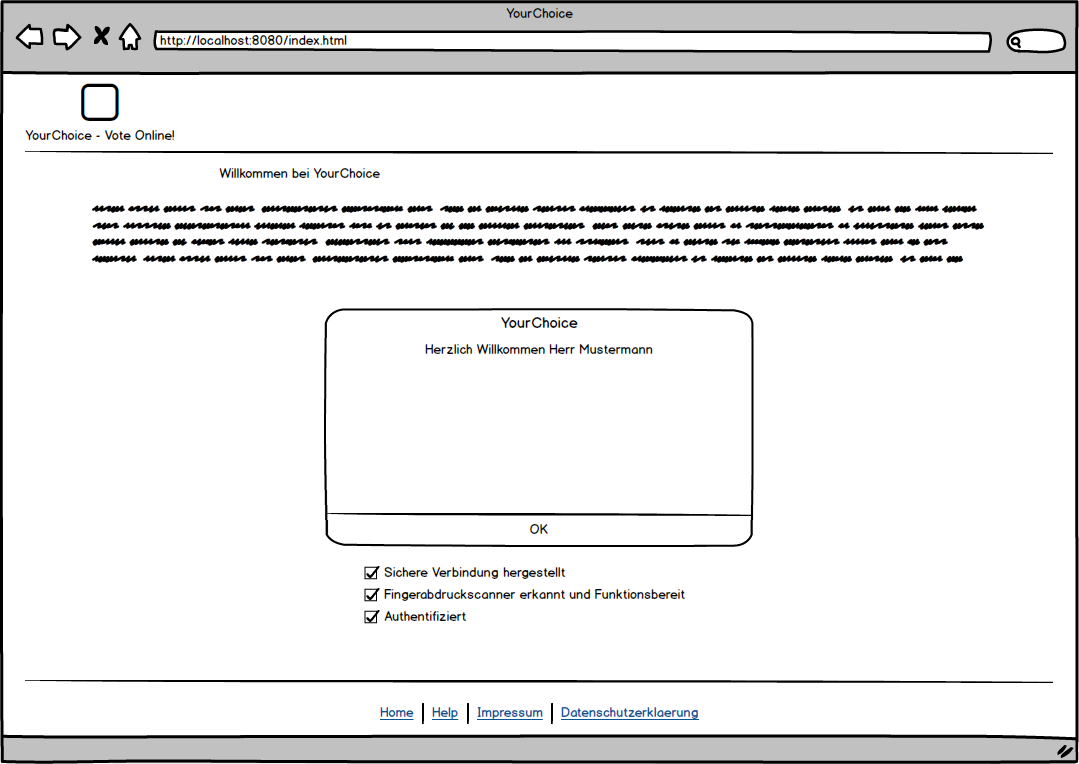 YourChoice
http://localhost:8080/index.html
YourChoice - Vote Online!
Willkommen bei YourChoice
YourChoice
Herzlich Willkommen Herr Mustermann
OK
Sichere Verbindung hergestellt
Fingerabdruckscanner erkannt und Funktionsbereit
Authentifiziert
Home Help Impressum Datenschutzerklaerung